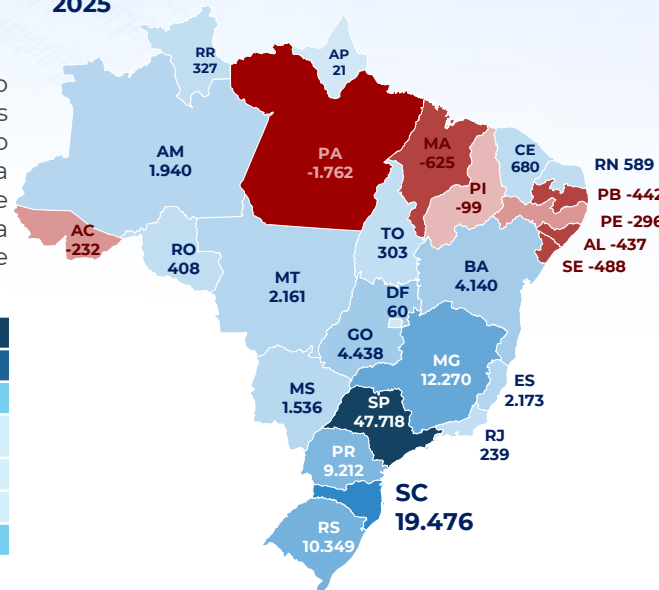 2025
o
s
o
a
e
a
e
RR
327
AP
21
AM
1.940
PA
-1.762
MA
-625
CE
680
RN 589
PI
-99
PB -442
PE -296
AL -437
SE -488
AC
-232
RO
408
TO
303
MT
2.161
BA
4.140
DF
60
GO
4.438
MG
12.270
ES
2.173
MS
1.536
SP
47.718
RJ
239
PR
9.212
SC
19.476
RS
10.349